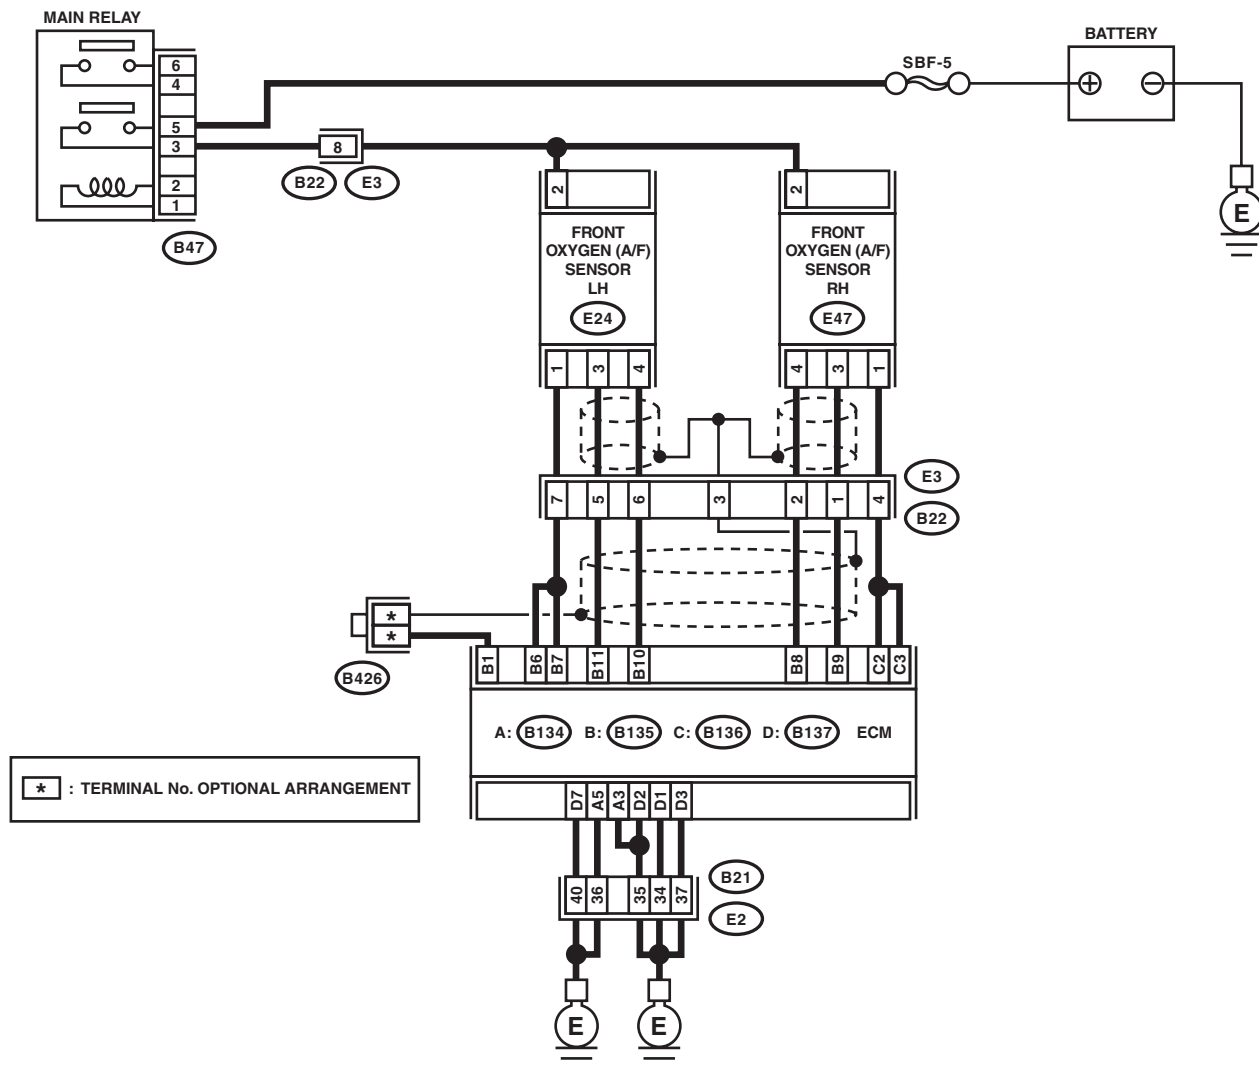 MAIN RELAY
BATTERY
SBF-5
6
4
5
3
2
1
8
B22 E3
B47
E
2
2
FRONT
OXYGEN (A/F)
SENSOR
LH
E24
FRONT
OXYGEN (A/F)
SENSOR
RH
E47
1 3 4
4 3 1
E3
7 5 6 3 2 1 4
B22
*
*
B426
B1 B6 B7 B11 B10 B8 B9 C2 C3
A: B134 B: B135 C: B136 D: B137 ECM
* : TERMINAL No. OPTIONAL ARRANGEMENT
D7 A5 A3 D2 D1 D3
B21
40 36 35 34 37
E2
E E